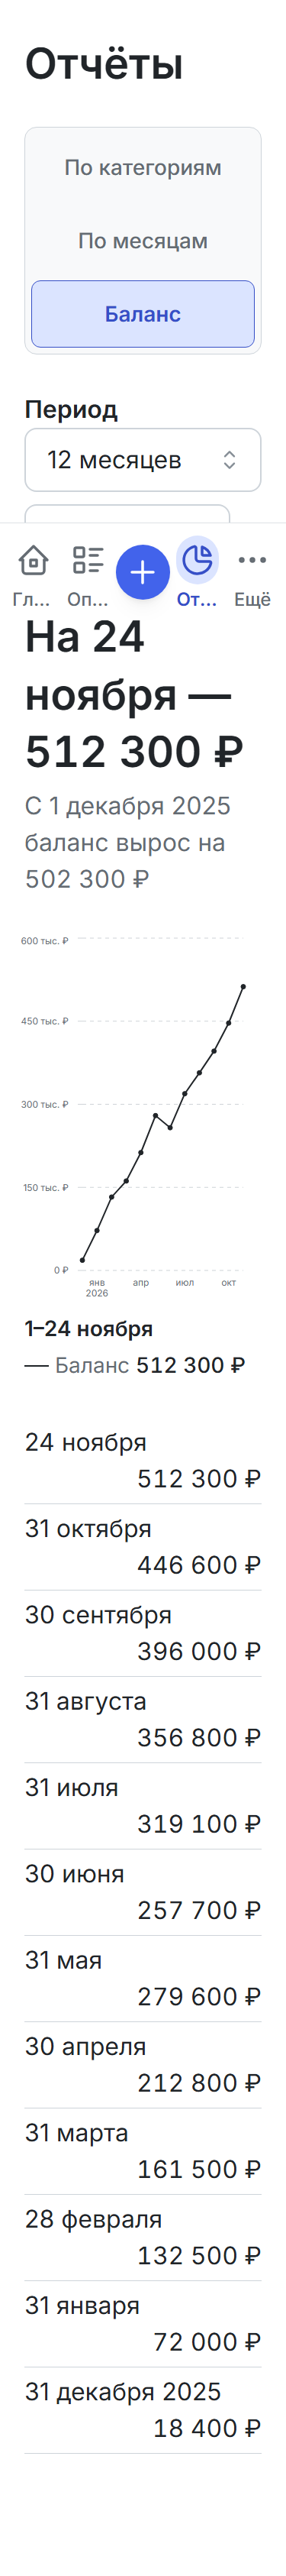 Отчёты
По категориям
По месяцам
Баланс
Период
12 месяцев
Гл...
Оп...
От...
Ещё
На 24
ноября —
512 300 ₽
С 1 декабря 2025
баланс вырос на
502 300 ₽
600 тыс. ₽
450 тыс. ₽
300 тыс. ₽
150 тыс. ₽
0 ₽
янв
2026
апр
июл
окт
1–24 ноября
Баланс 512 300 ₽
24 ноября
512 300 ₽
31 октября
446 600 ₽
30 сентября
396 000 ₽
31 августа
356 800 ₽
31 июля
319 100 ₽
30 июня
257 700 ₽
31 мая
279 600 ₽
30 апреля
212 800 ₽
31 марта
161 500 ₽
28 февраля
132 500 ₽
31 января
72 000 ₽
31 декабря 2025
18 400 ₽